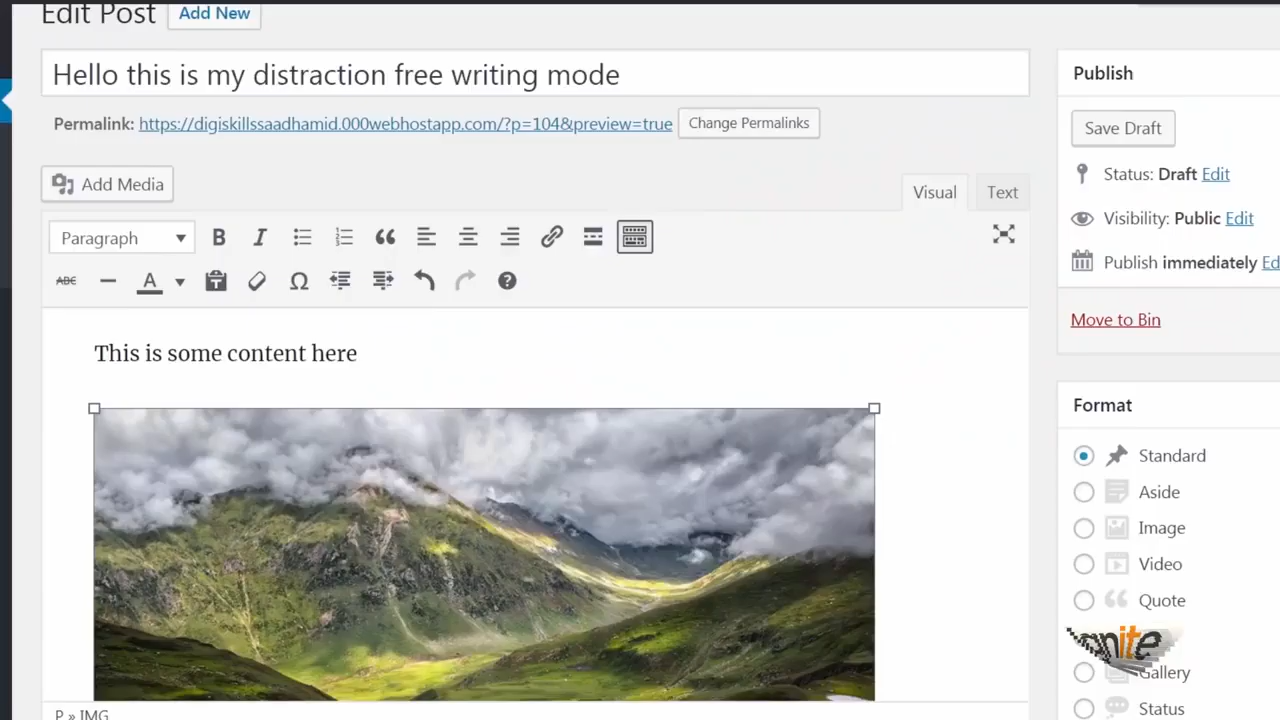 Edit Post Add New
Hello this is my distraction free writing mode
Permalink: https://digiskillssaadhamid.000webhostapp.com/?p=104&preview=true Change Permalinks
Add Media
Visual Text
Paragraph B I
ABC A
This is some content here
P » IMG
Publish
Save Draft
Status: Draft Edit
Visibility: Public Edit
Publish immediately
Move to Bin
Format
Standard
Aside
Image
Video
Quote
Gallery
Status